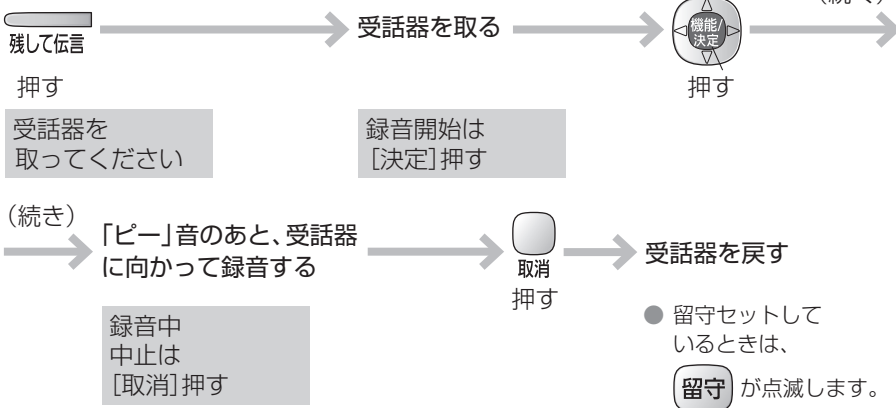 残して伝言
押す
受話器を
取ってください
受話器を取る
録音開始は
[決定]押す
機能/
決定
押す
(続き)
「ピー」音のあと、受話器
に向かって録音する
録音中
中止は
[取消]押す
取消
押す
受話器を戻す
● 留守セットして
いるときは、
留守 が点滅します。